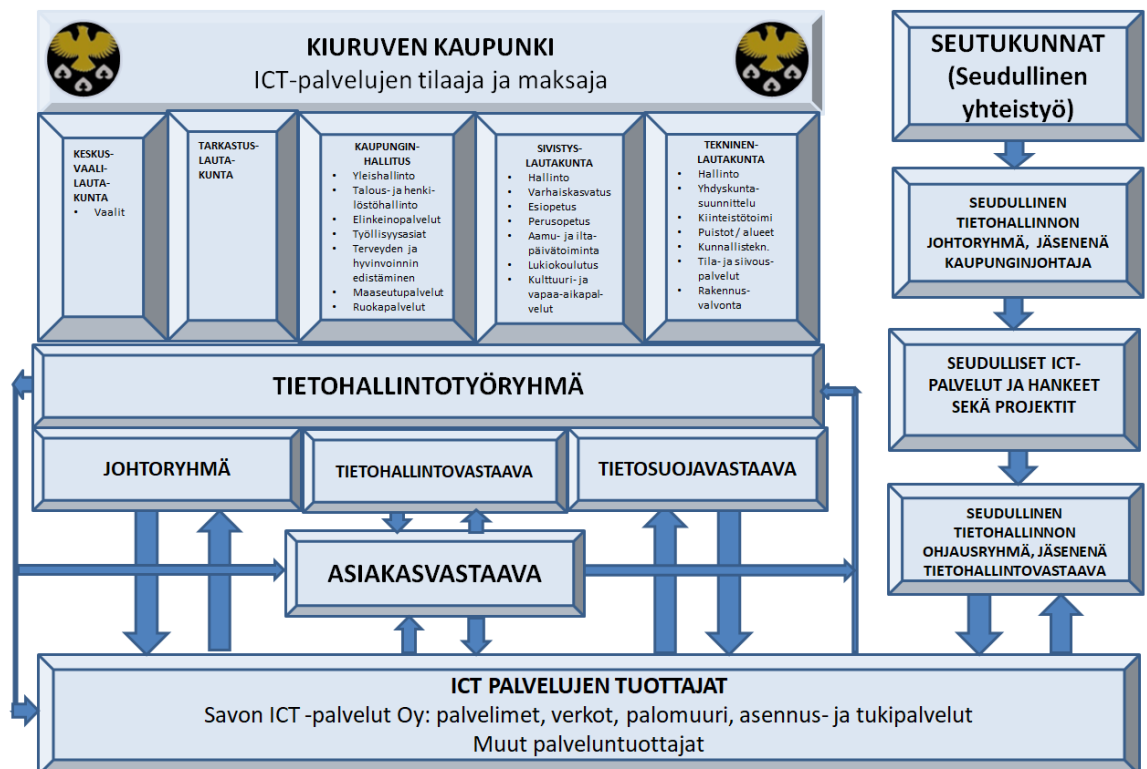 KIURUVEN KAUPUNKI
ICT-palvelujen tilaaja ja maksaja
KESKUS-
VAALI-
LAUTA-
KUNTA
• Vaalit
TARKASTUS-
LAUTA-
KUNTA
KAUPUNGIN-
HALLITUS
• Yleishallinto
• Talous- ja henki-
löstöhallinto
• Elinkeinopalvelut
• Työllisyysasiat
• Terveyden ja
hyvinvoinnin
edistäminen
• Maaseutupalvelut
• Ruokapalvelut
SIVISTYS-
LAUTAKUNTA
• Hallinto
• Varhaiskasvatus
• Esiopetus
• Perusopetus
• Aamu- ja ilta-
päivätoiminta
• Lukiokoulutus
• Kulttuuri- ja
vapaa-aikapal-
velut
TEKNINEN-
LAUTAKUNTA
• Hallinto
• Yhdyskunta-
suunnittelu
• Kiinteistötoimi
• Puistot / alueet
• Kunnallistekn.
• Tila- ja siivous-
palvelut
• Rakennus-
valvonta
TIETOHALLINTOTYÖRYHMÄ
JOHTORYHMÄ
TIETOHALLINTOVASTAAVA
TIETOSUOJAVASTAAVA
ASIAKASVASTAAVA
SEUTUKUNNAT
(Seudullinen
yhteistyö)
SEUDULLINEN
TIETOHALLINNON
JOHTORYHMÄ, JÄSENENÄ
KAUPUNGINJOHTAJA
SEUDULLISET ICT-
PALVELUT JA HANKEET
SEKÄ PROJEKTIT
SEUDULLINEN
TIETOHALLINNON
OHJAUSRYHMÄ, JÄSENENÄ
TIETOHALLINTOVASTAAVA
ICT PALVELUJEN TUOTTAJAT
Savon ICT -palvelut Oy: palvelimet, verkot, palomuuri, asennus- ja tukipalvelut
Muut palveluntuottajat